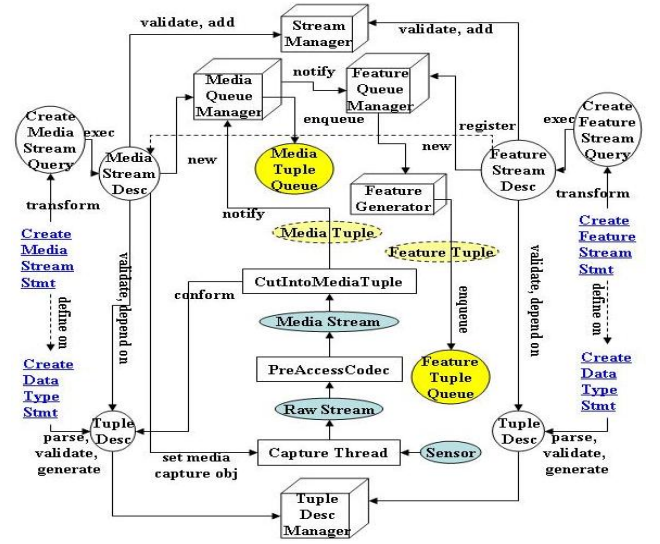 validate, add
Stream
Manager
validate, add
Media
Queue
Manager
notify
Feature
Queue
Manager
enqueue
Create
Media
Stream
Query
exec
Media
Stream
Desc
new
Media
Tuple
Queue
new
register
Feature
Stream
Desc
exec
Create
Feature
Stream
Query
transform
notify
Feature
Generator
transform
Create
Media
Stream
Stmt
Media Tuple
Feature Tuple
Create
Feature
Stream
Stmt
validate, depend on
conform
CutIntoMediaTuple
enqueue
validate, depend on
define on
Media Stream
define on
PreAccessCodec
Feature
Tuple
Queue
Create
Data
Type
Stmt
Raw Stream
Create
Data
Type
Stmt
Tuple
Desc
Tuple
Desc
parse,
validate,
generate
set media
capture obj
Capture Thread
Sensor
parse,
validate,
generate
Tuple
Desc
Manager